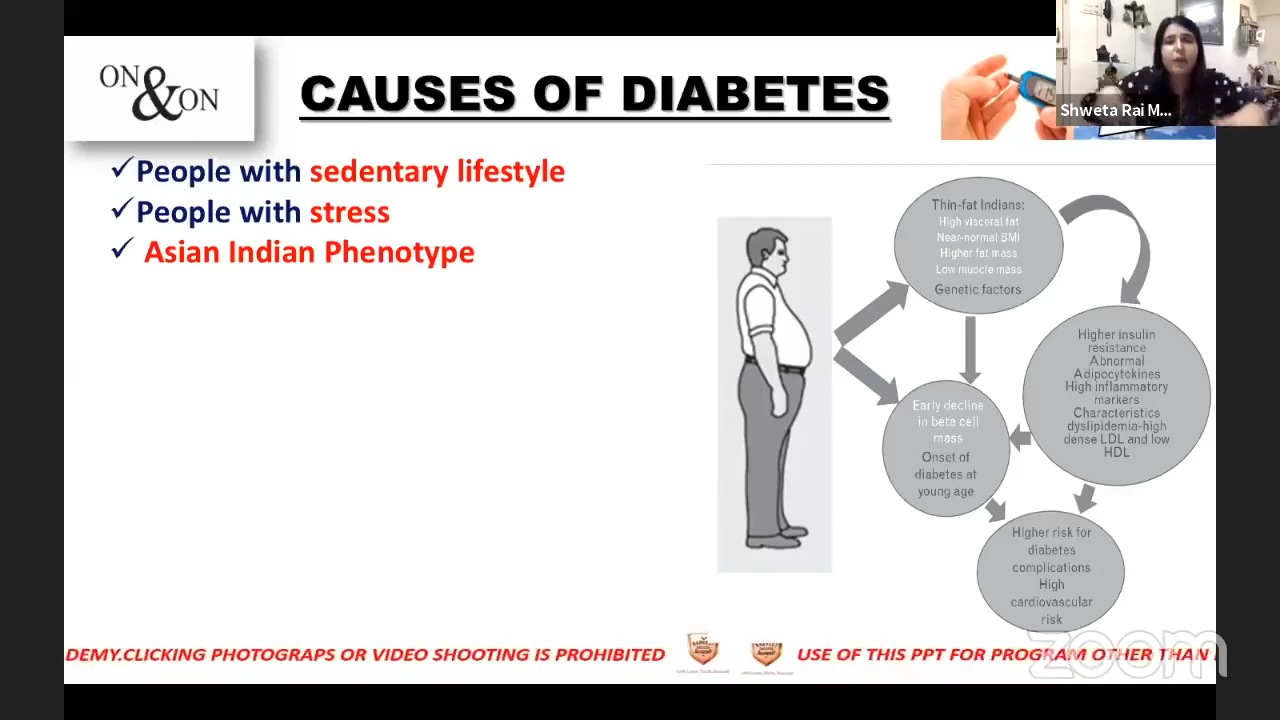 ON & ON
CAUSES OF DIABETES
Shweta Rai M...
✓People with sedentary lifestyle
✓People with stress
✓ Asian Indian Phenotype
Thin-fat Indians:
High visceral fat
Near-normal BMI
Higher fat mass
Low muscle mass
Genetic factors
Higher insulin
resistance
Abnormal
Adipocytokines
High inflammatory
markers
Characteristics
dyslipidemia-high
dense LDL and low
HDL
Early decline
in beta cell
mass
Onset of
diabetes at
young age
Higher risk for
diabetes
complications
High
cardiovascular
risk
zoom
DEMY.CLICKING PHOTOGRAPS OR VIDEO SHOOTING IS PROHIBITED
USE OF THIS PPT FOR PROGRAM OTHER THAN